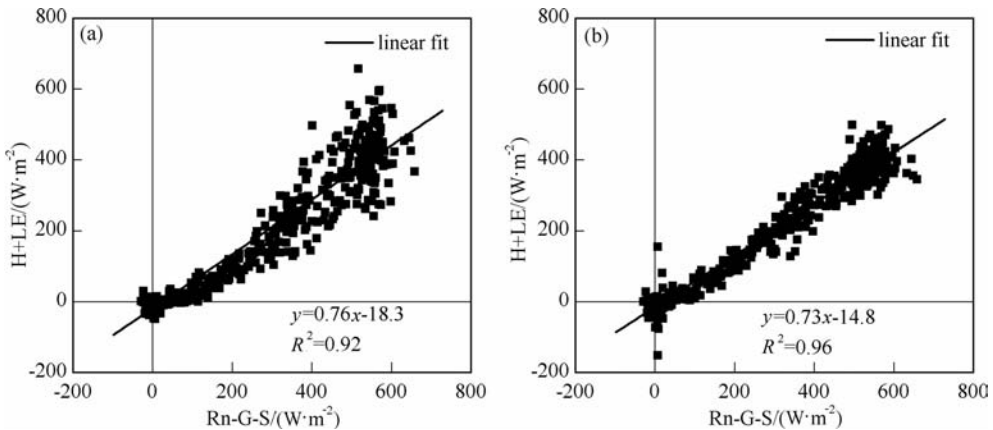 (a)
linear fit
800
600
400
200
0
-200
H+LE/(W·m⁻²)
y=0.76x-18.3
R²=0.92
-200 0 200 400 600 800
Rn-G-S/(W·m⁻²)
(b)
linear fit
800
600
400
200
0
-200
H+LE/(W·m⁻²)
y=0.73x-14.8
R²=0.96
-200 0 200 400 600 800
Rn-G-S/(W·m⁻²)